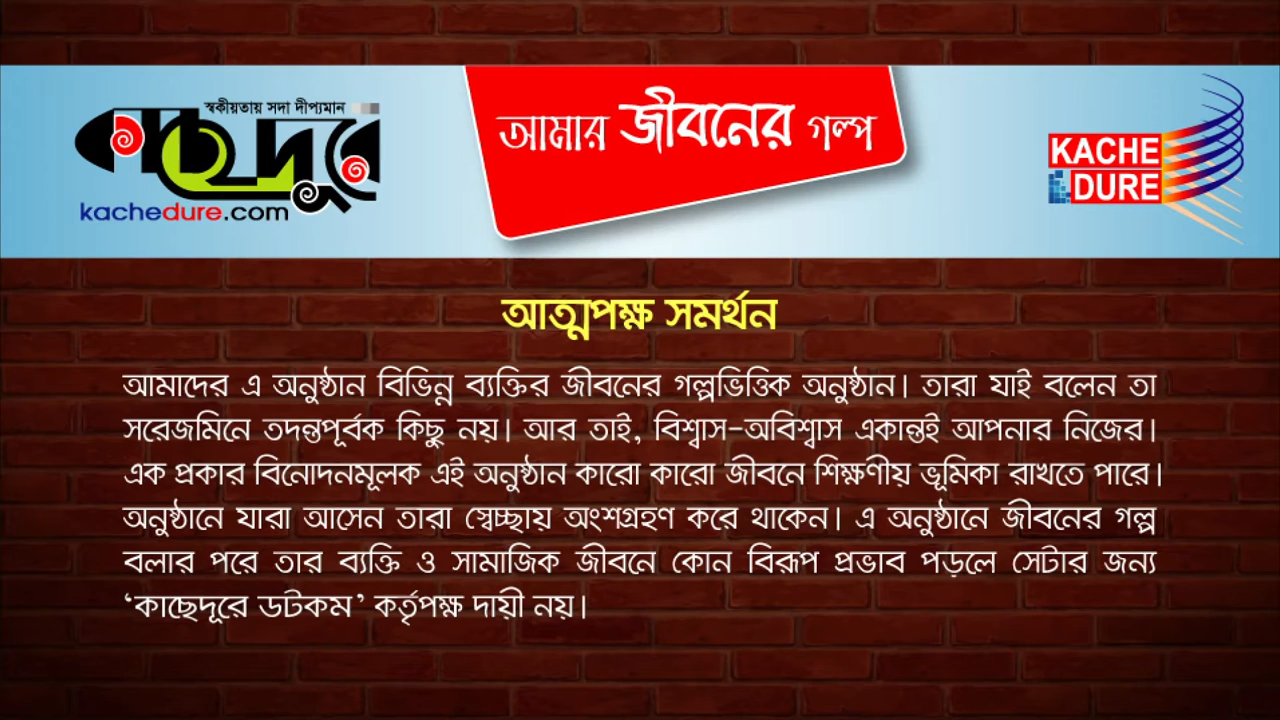 স্বকীয়তায় সদা দীপ্যমান
কাছেদূরে
kachedure.com
আমার জীবনের গল্প
KACHE
DURE
আত্মপক্ষ সমর্থন
আমাদের এ অনুষ্ঠান বিভিন্ন ব্যক্তির জীবনের গল্পভিত্তিক অনুষ্ঠান। তারা যাই বলেন তা
সরেজমিনে তদন্তপূর্বক কিছু নয়। আর তাই, বিশ্বাস-অবিশ্বাস একান্তই আপনার নিজের।
এক প্রকার বিনোদনমূলক এই অনুষ্ঠান কারো কারো জীবনে শিক্ষণীয় ভূমিকা রাখতে পারে।
অনুষ্ঠানে যারা আসেন তারা স্বেচ্ছায় অংশগ্রহণ করে থাকেন। এ অনুষ্ঠানে জীবনের গল্প
বলার পরে তার ব্যক্তি ও সামাজিক জীবনে কোন বিরূপ প্রভাব পড়লে সেটার জন্য
‘কাছেদূরে ডটকম’ কর্তৃপক্ষ দায়ী নয়।